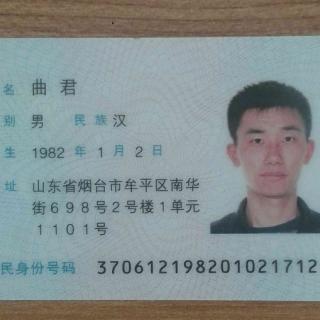 名 曲君
别 男 民族 汉
生 1982 年 1 月 2 日
址 山东省烟台市牟平区南华
街698号2号楼1单元
1101号
民身份号码 370612198201021712